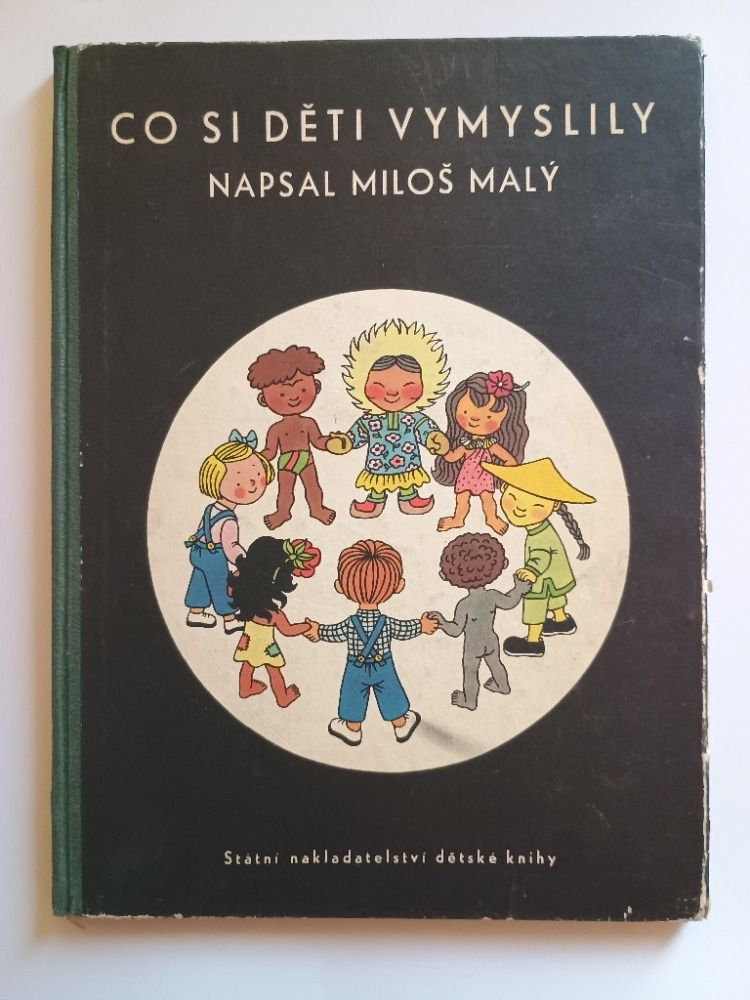 CO SI DĚTI VYMYSLILY
NAPSAL MILOŠ MALÝ
Státní nakladatelství dětské knihy